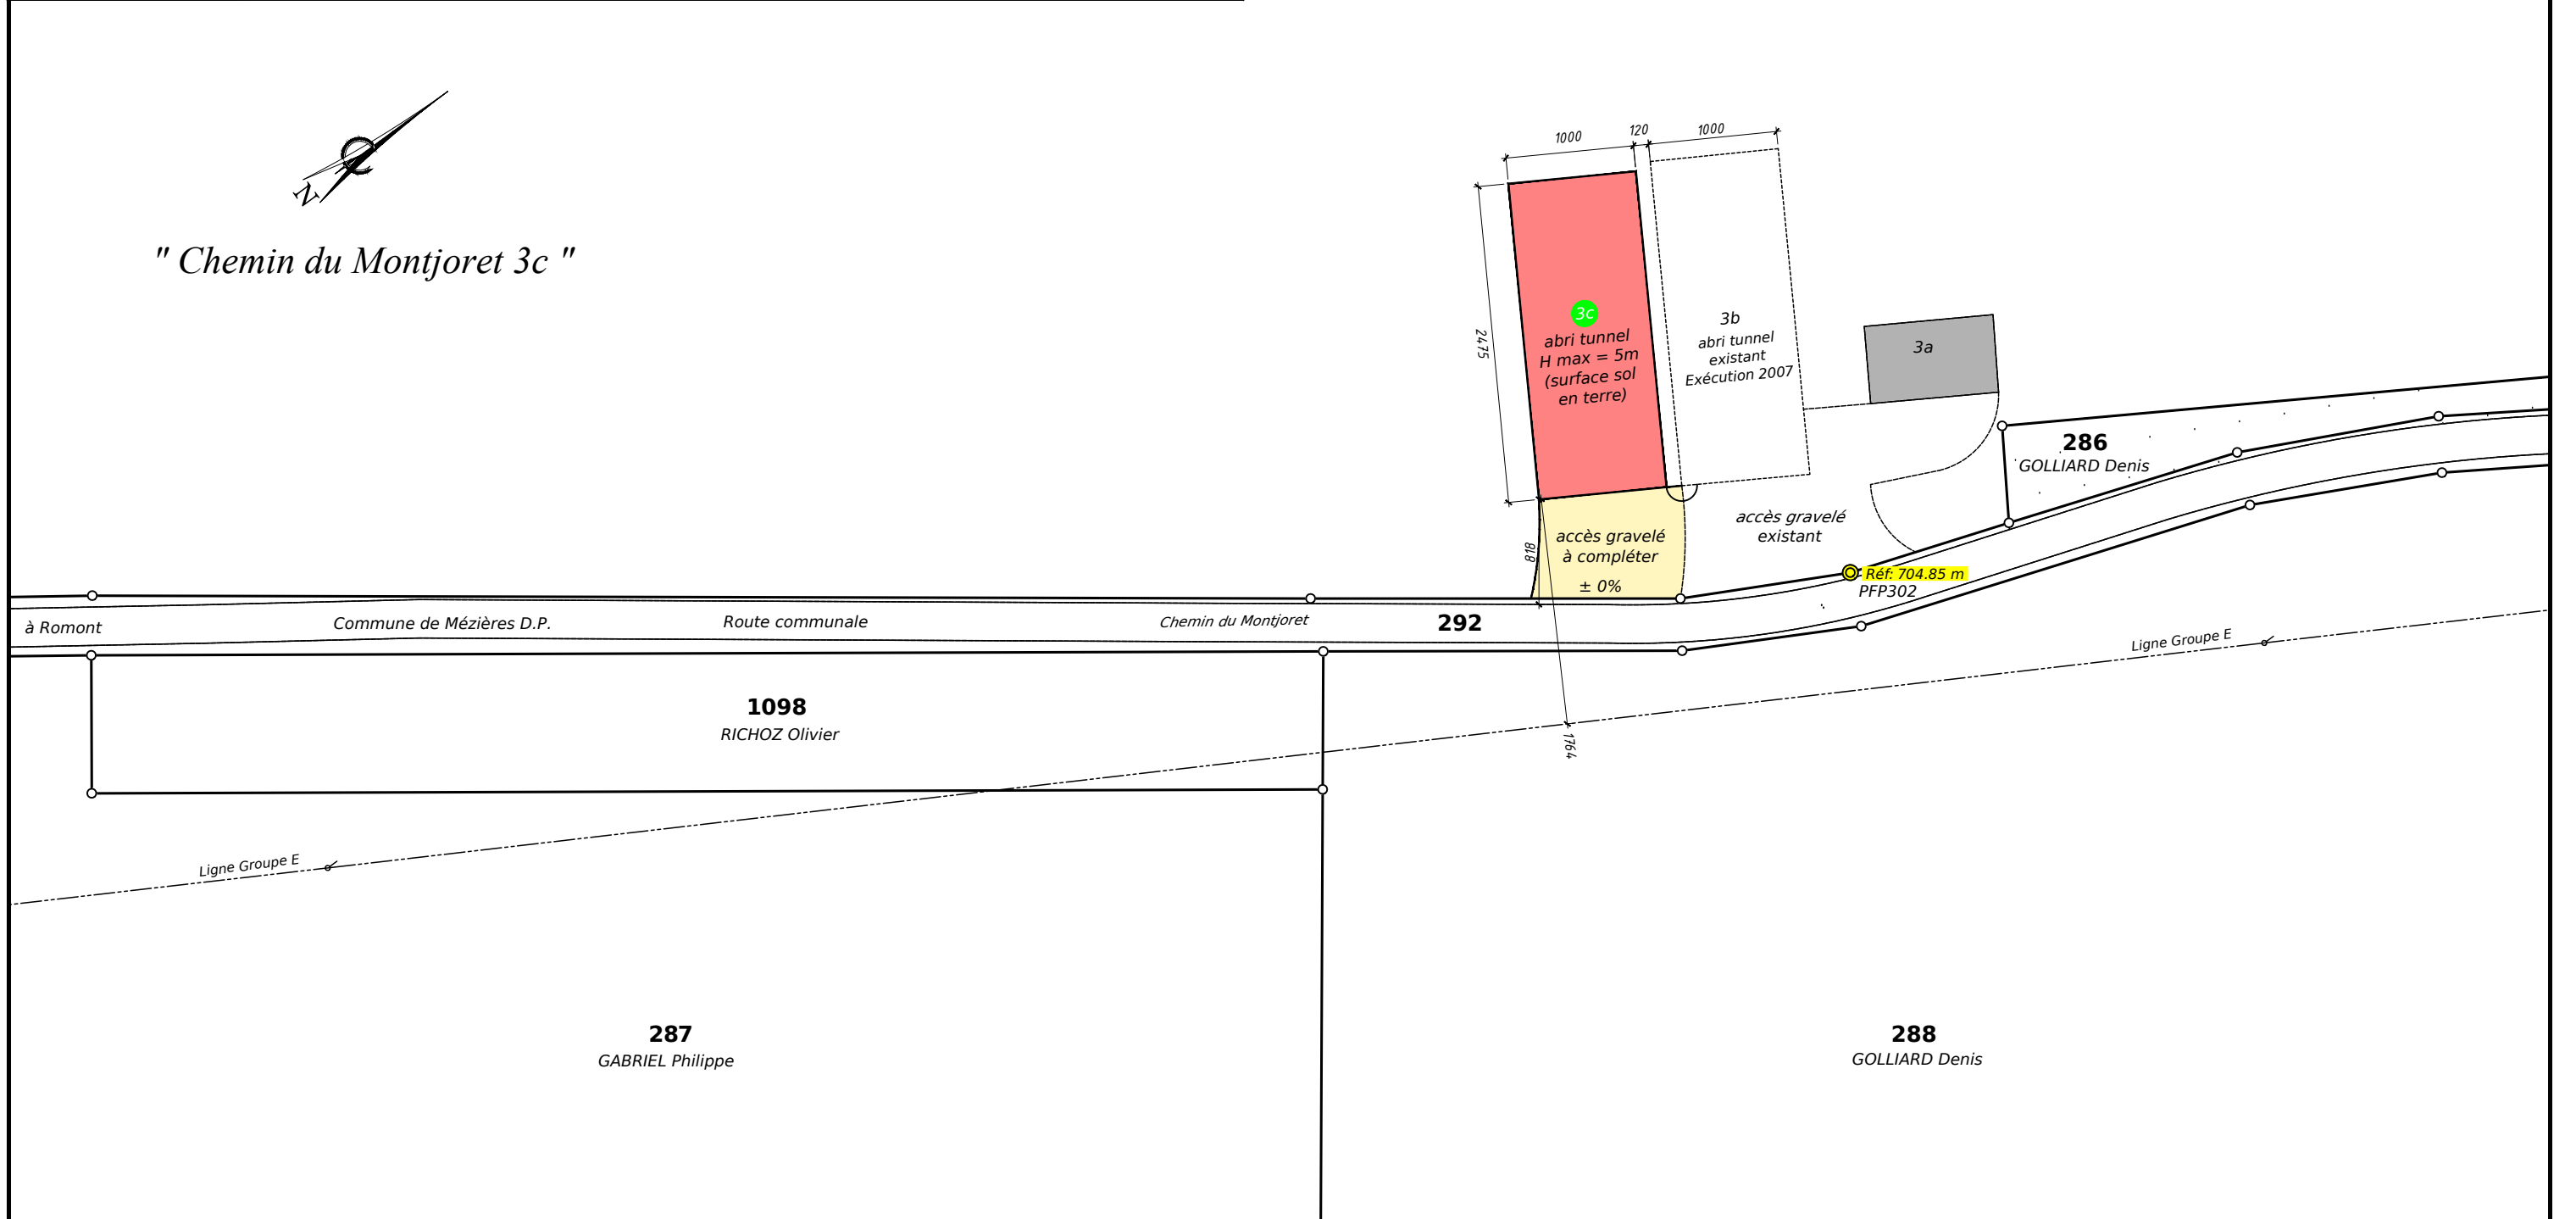 N
" Chemin du Montjoret 3c "
1000
120
1000
2475
3c
abri tunnel
H max = 5m
(surface sol
en terre)
3b
abri tunnel
existant
Exécution 2007
3a
286
GOLLIARD Denis
accès gravelé
existant
accès gravelé
à compléter
± 0%
818
Réf: 704.85 m
PFP302
à Romont
Commune de Mézières D.P.
Route communale
Chemin du Montjoret
292
Ligne Groupe E
1764
1098
RICHOZ Olivier
Ligne Groupe E
287
GABRIEL Philippe
288
GOLLIARD Denis